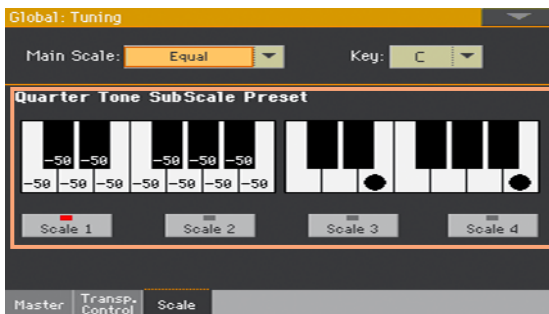 Global: Tuning
Main Scale: Equal Key: C
Quarter Tone SubScale Preset
-50 -50 -50 -50 -50
-50 -50 -50 -50 -50 -50 -50
Scale 1 Scale 2 Scale 3 Scale 4
Master Transp. Control Scale